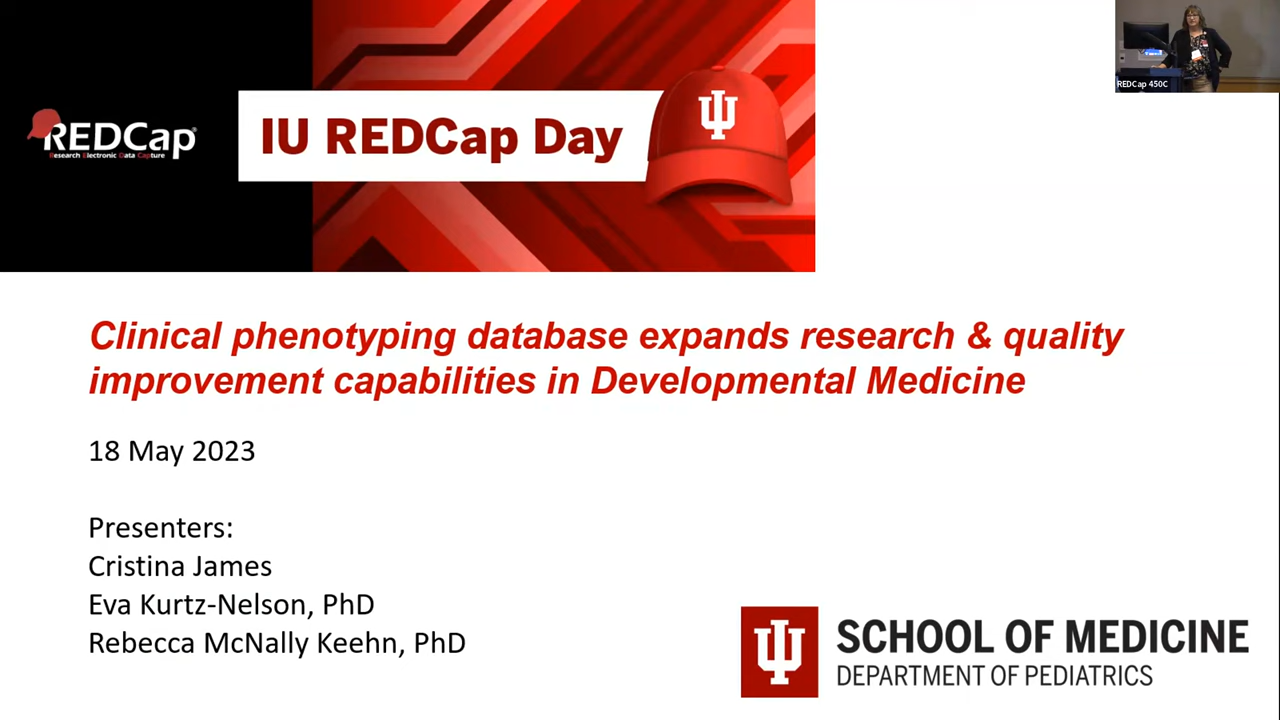 REDCap®
Research Electronic Data Capture
IU REDCap Day
REDCap 450C
Clinical phenotyping database expands research & quality
improvement capabilities in Developmental Medicine
18 May 2023
Presenters:
Cristina James
Eva Kurtz-Nelson, PhD
Rebecca McNally Keehn, PhD
SCHOOL OF MEDICINE
DEPARTMENT OF PEDIATRICS